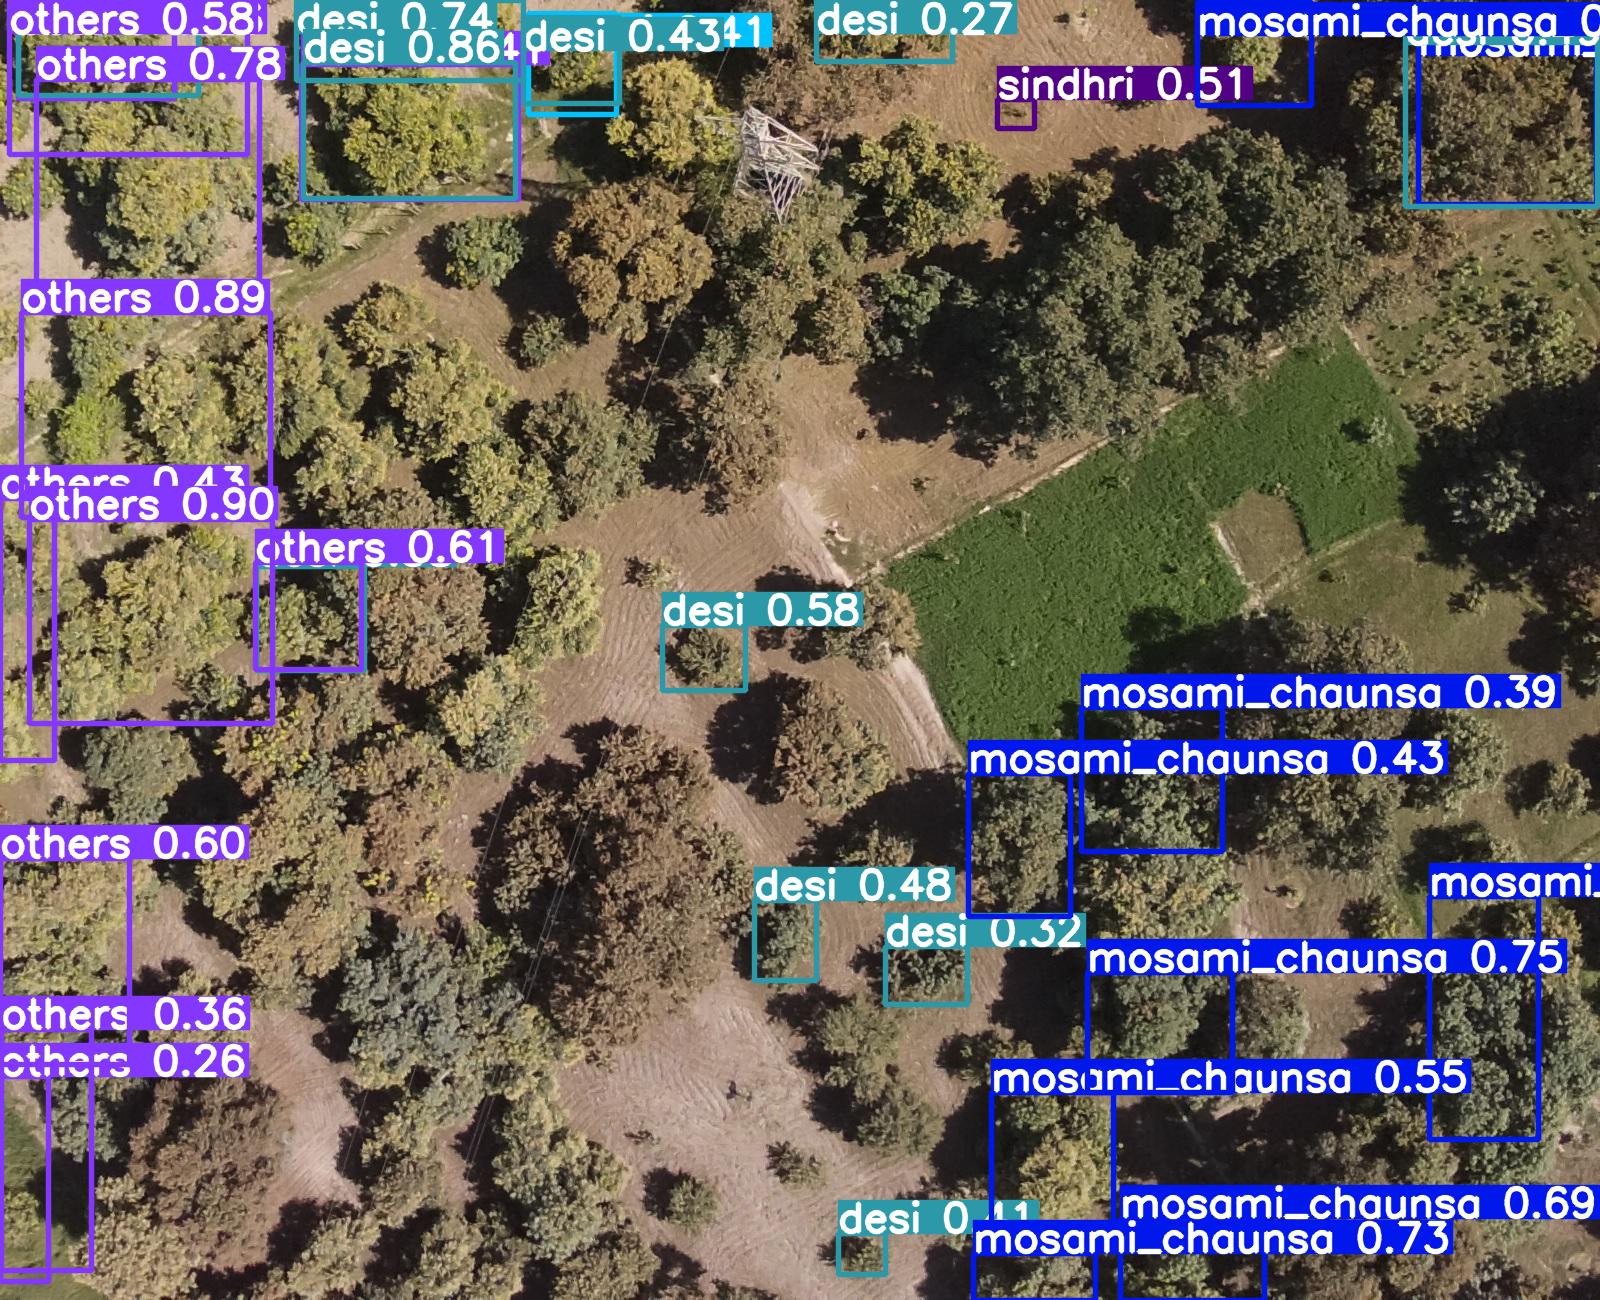 others 0.58
desi 0.74
desi 0.27
mosami_chaunsa
desi 0.43
desi 0.86
others 0.78
sindhri 0.51
others 0.89
others 0.43
others 0.90
others 0.61
desi 0.58
mosami_chaunsa 0.39
mosami_chaunsa 0.43
others 0.60
desi 0.48
mosami_
desi 0.32
mosami_chaunsa 0.75
others 0.36
others 0.26
mosami_chaunsa 0.55
mosami_chaunsa 0.69
desi 0.41
mosami_chaunsa 0.73